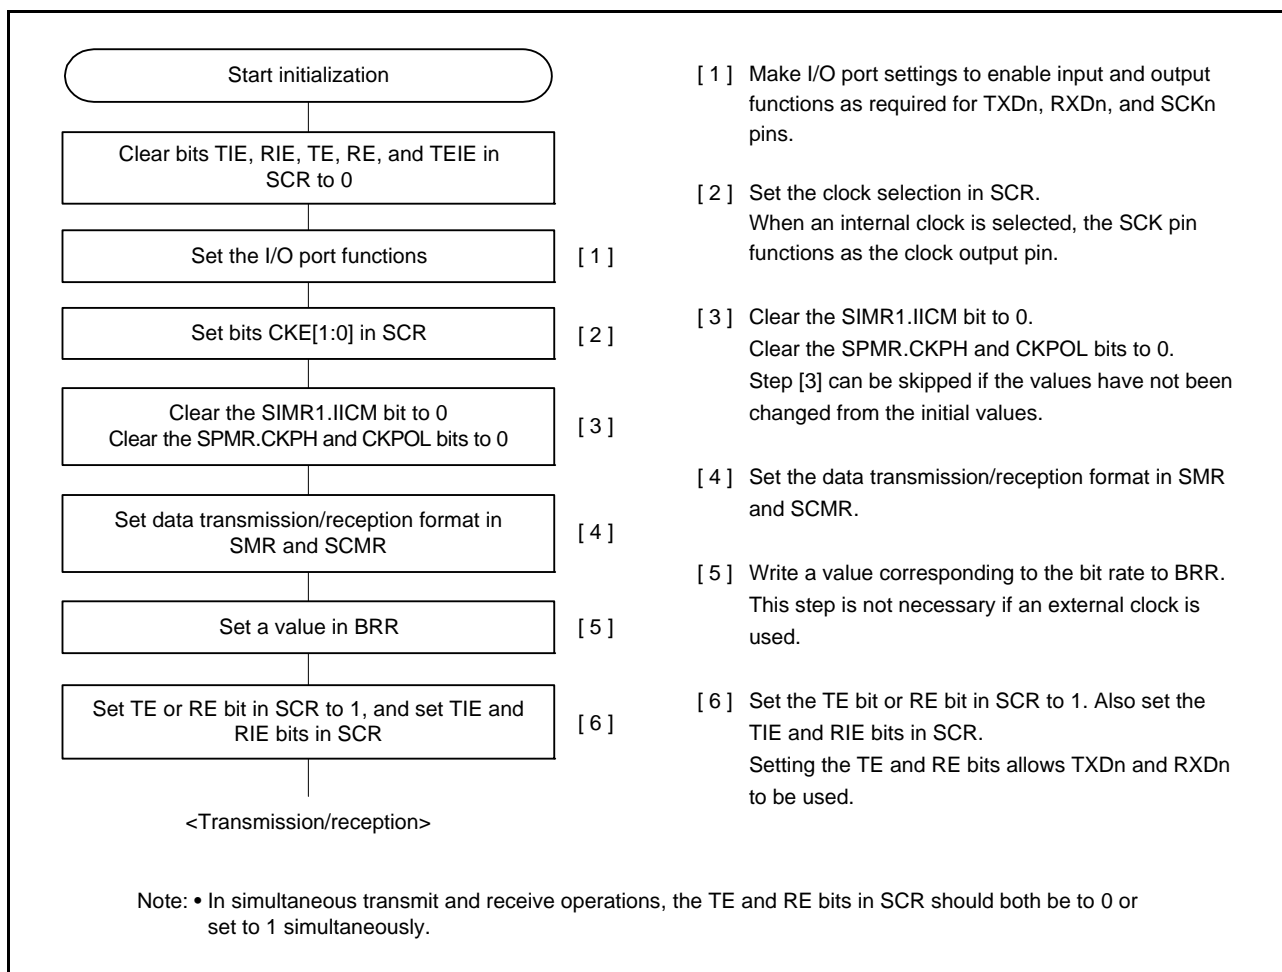 Start initialization
Clear bits TIE, RIE, TE, RE, and TEIE in
SCR to 0
Set the I/O port functions
[ 1 ]
Set bits CKE[1:0] in SCR
[ 2 ]
Clear the SIMR1.IICM bit to 0
Clear the SPMR.CKPH and CKPOL bits to 0
[ 3 ]
Set data transmission/reception format in
SMR and SCMR
[ 4 ]
Set a value in BRR
[ 5 ]
Set TE or RE bit in SCR to 1, and set TIE and
RIE bits in SCR
[ 6 ]
<Transmission/reception>
[ 1 ] Make I/O port settings to enable input and output
functions as required for TXDn, RXDn, and SCKn
pins.
[ 2 ] Set the clock selection in SCR.
When an internal clock is selected, the SCK pin
functions as the clock output pin.
[ 3 ] Clear the SIMR1.IICM bit to 0.
Clear the SPMR.CKPH and CKPOL bits to 0.
Step [3] can be skipped if the values have not been
changed from the initial values.
[ 4 ] Set the data transmission/reception format in SMR
and SCMR.
[ 5 ] Write a value corresponding to the bit rate to BRR.
This step is not necessary if an external clock is
used.
[ 6 ] Set the TE bit or RE bit in SCR to 1. Also set the
TIE and RIE bits in SCR.
Setting the TE and RE bits allows TXDn and RXDn
to be used.
Note: • In simultaneous transmit and receive operations, the TE and RE bits in SCR should both be to 0 or
set to 1 simultaneously.